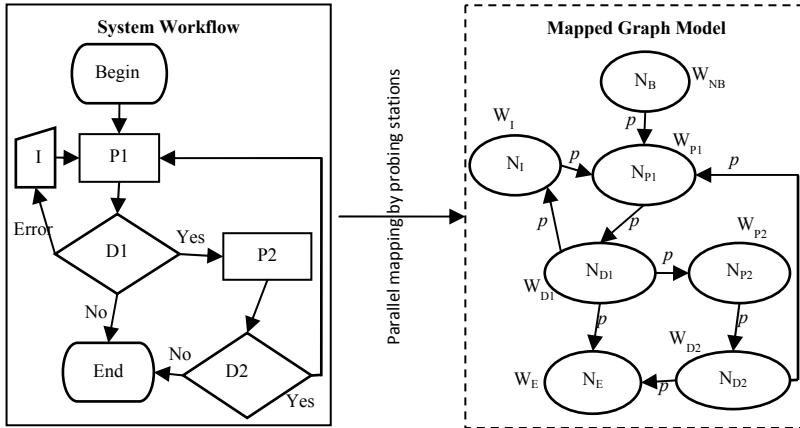 System Workflow
Begin
I
P1
Error
D1
Yes
P2
No
End
No
D2
Yes
Parallel mapping by probing stations
Mapped Graph Model
N_B
W_NB
p
W_I
N_I
p
W_P1
N_P1
p
p
p
W_P2
N_D1
p
N_P2
W_D1
p
p
W_D2
W_E
N_E
p
N_D2